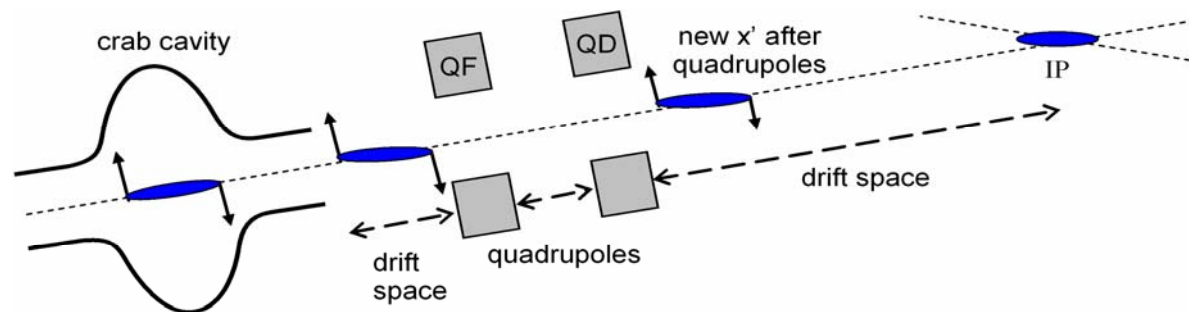 crab cavity
QF
QD
new x' after
quadrupoles
IP
drift space
quadrupoles
drift
space